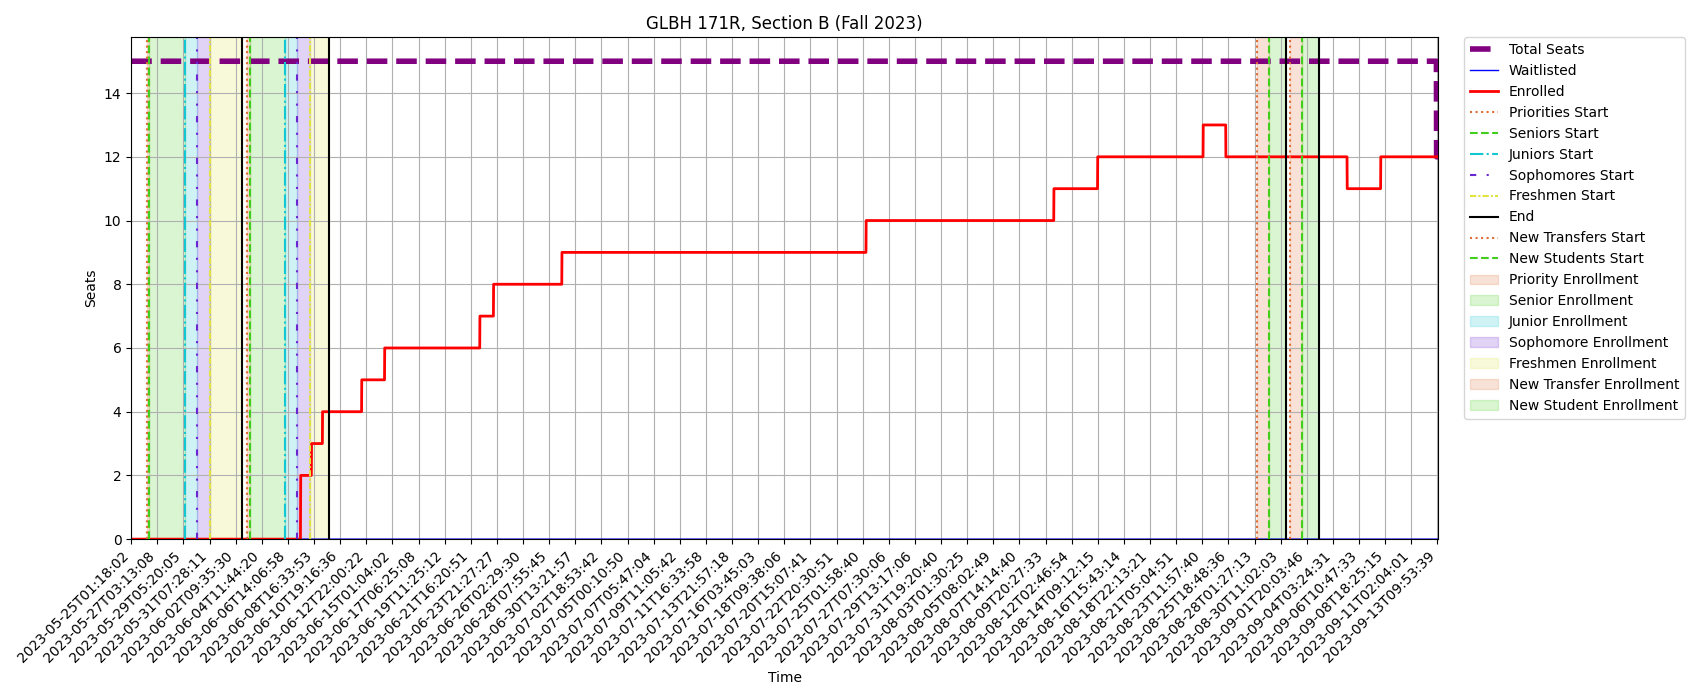 GLBH 171R, Section B (Fall 2023)
Seats
14
12
10
8
6
4
2
0
2023-05-25T01:18:02
2023-05-27T03:13:08
2023-05-29T05:20:05
2023-05-31T07:28:11
2023-06-02T09:35:30
2023-06-04T11:44:20
2023-06-06T14:06:58
2023-06-08T16:33:53
2023-06-10T19:16:36
2023-06-12T22:00:22
2023-06-15T01:04:02
2023-06-17T06:25:08
2023-06-19T11:25:12
2023-06-21T16:20:51
2023-06-23T21:27:27
2023-06-26T02:29:30
2023-06-28T07:55:45
2023-06-30T13:21:57
2023-07-02T18:53:42
2023-07-05T00:10:50
2023-07-07T05:47:04
2023-07-09T11:05:42
2023-07-11T16:33:58
2023-07-13T21:57:18
2023-07-16T03:45:03
2023-07-18T09:38:06
2023-07-20T15:07:41
2023-07-22T20:30:51
2023-07-25T01:58:40
2023-07-27T07:30:06
2023-07-29T13:17:06
2023-07-31T19:20:40
2023-08-03T01:30:25
2023-08-05T08:02:49
2023-08-07T14:14:40
2023-08-09T20:27:33
2023-08-12T02:46:54
2023-08-14T09:12:15
2023-08-16T15:43:14
2023-08-18T22:13:21
2023-08-21T05:04:51
2023-08-23T11:57:40
2023-08-25T18:48:36
2023-08-28T01:27:13
2023-08-30T11:02:03
2023-09-01T20:03:46
2023-09-04T03:24:31
2023-09-06T10:47:33
2023-09-08T18:25:15
2023-09-11T02:04:01
2023-09-13T09:53:39
Time
Total Seats
Waitlisted
Enrolled
Priorities Start
Seniors Start
Juniors Start
Sophomores Start
Freshmen Start
End
New Transfers Start
New Students Start
Priority Enrollment
Senior Enrollment
Junior Enrollment
Sophomore Enrollment
Freshmen Enrollment
New Transfer Enrollment
New Student Enrollment